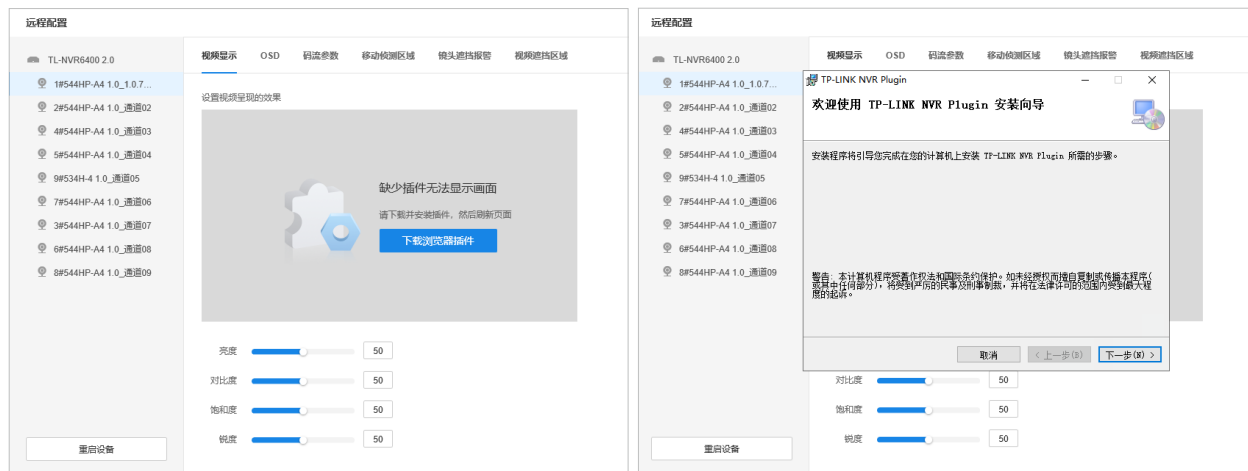 远程配置
TL-NVR6400 2.0
1#544HP-A4 1.0_1.0.7...
2#544HP-A4 1.0_通道02
4#544HP-A4 1.0_通道03
5#544HP-A4 1.0_通道04
9#534H-4 1.0_通道05
7#544HP-A4 1.0_通道06
3#544HP-A4 1.0_通道07
6#544HP-A4 1.0_通道08
8#544HP-A4 1.0_通道09
重启设备
视频显示 OSD 码流参数 移动侦测区域 镜头遮挡报警 视频遮挡区域
设置视频呈现的效果
缺少插件无法显示画面
请下载并安装插件，然后刷新页面
下载浏览器插件
亮度 50
对比度 50
饱和度 50
锐度 50
远程配置
TL-NVR6400 2.0
1#544HP-A4 1.0_1.0.7...
2#544HP-A4 1.0_通道02
4#544HP-A4 1.0_通道03
5#544HP-A4 1.0_通道04
9#534H-4 1.0_通道05
7#544HP-A4 1.0_通道06
3#544HP-A4 1.0_通道07
6#544HP-A4 1.0_通道08
8#544HP-A4 1.0_通道09
重启设备
视频显示 OSD 码流参数 移动侦测区域 镜头遮挡报警 视频遮挡区域
TP-LINK NVR Plugin
欢迎使用 TP-LINK NVR Plugin 安装向导
安装程序将引导您完成在您的计算机上安装 TP-LINK NVR Plugin 所需的步骤。
警告: 本计算机程序受著作权法和国际条约保护。如未经授权而擅自复制或传播本程序(
或其中任何部分)，将受到严厉的民事及刑事制裁，并将在法律许可的范围内受到最大程
度的起诉。
取消 < 上一步(B) 下一步(N) >
对比度 50
饱和度 50
锐度 50